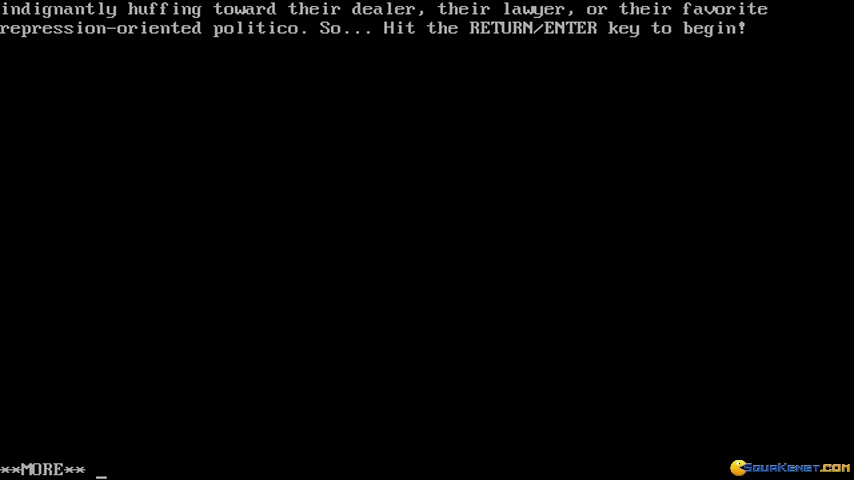 indignantly huffing toward their dealer, their lawyer, or their favorite
repression-oriented politico. So... Hit the RETURN/ENTER key to begin!
**MORE** _
SquaKenet.com